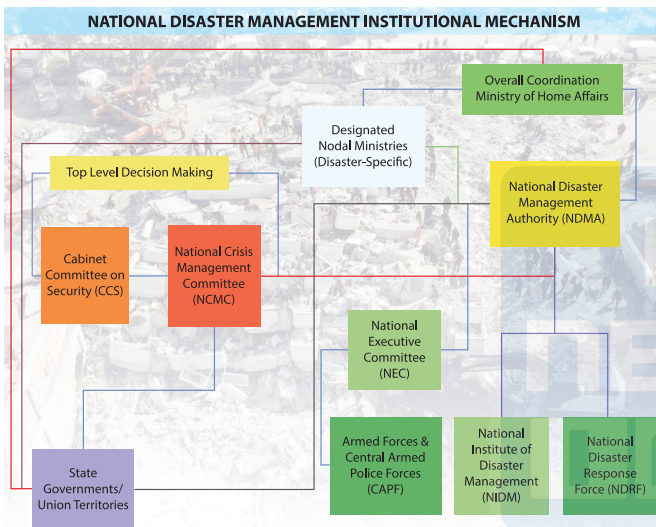 NATIONAL DISASTER MANAGEMENT INSTITUTIONAL MECHANISM
Overall Coordination
Ministry of Home Affairs
Designated
Nodal Ministries
(Disaster-Specific)
Top Level Decision Making
National Disaster
Management
Authority (NDMA)
Cabinet
Committee on
Security (CCS)
National Crisis
Management
Committee
(NCMC)
National
Executive
Committee
(NEC)
State
Governments/
Union Territories
Armed Forces &
Central Armed
Police Forces
(CAPF)
National
Institute of
Disaster
Management (NIDM)
National
Disaster
Response
Force (NDRF)